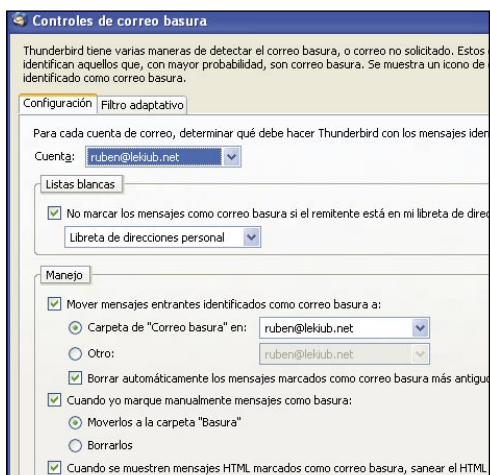 Controles de correo basura
Thunderbird tiene varias maneras de detectar el correo basura, o correo no solicitado. Estos
identifican aquellos que, con mayor probabilidad, son correo basura. Se muestra un icono de
identificado como correo basura.
Configuración Filtro adaptativo
Para cada cuenta de correo, determinar qué debe hacer Thunderbird con los mensajes
Cuenta: ruben@lekiub.net
Listas blancas
No marcar los mensajes como correo basura si el remitente está en mi libreta de
Libreta de direcciones personal
Manejo
Mover mensajes entrantes identificados como correo basura a:
Carpeta de "Correo basura" en: ruben@lekiub.net
Otro: ruben@lekiub.net
Borrar automáticamente los mensajes marcados como correo basura más
Cuando yo marque manualmente mensajes como basura:
Moverlos a la carpeta "Basura"
Borrarlos
Cuando se muestren mensajes HTML marcados como correo basura, sanear el HTML